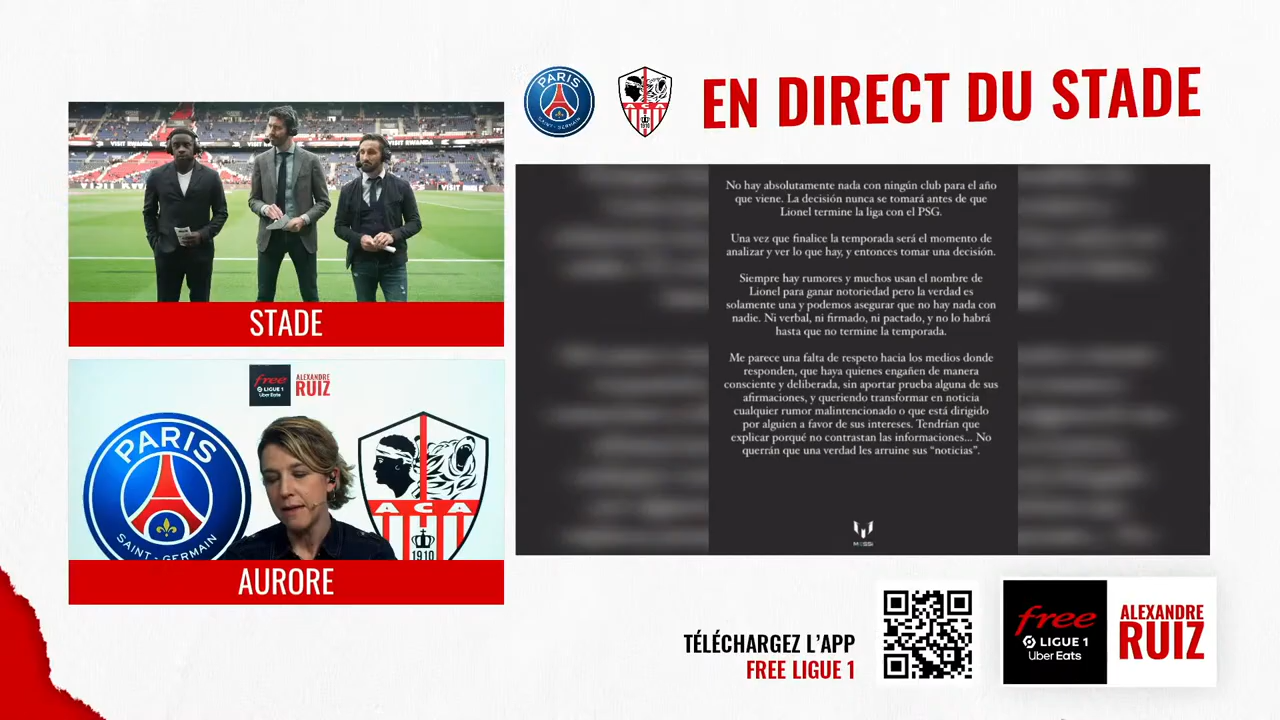 PARIS
SAINT-GERMAIN
ACA
1910
EN DIRECT DU STADE
VISIT RWANDA
STADE
No hay absolutamente nada con ningún club para el año
que viene. La decisión nunca se tomará antes de que
Lionel termine la liga con el PSG.
Una vez que finalice la temporada será el momento de
analizar y ver lo que hay, y entonces tomar una decisión.
Siempre hay rumores y muchos usan el nombre de
Lionel para ganar notoriedad pero la verdad es
solamente una y podemos asegurar que no hay nada con
nadie. Ni verbal, ni firmado, ni pactado, y no lo habrá
hasta que no termine la temporada.
Me parece una falta de respeto hacia los medios donde
responden, que haya quienes engañen de manera
consciente y deliberada, sin aportar prueba alguna de sus
afirmaciones, y queriendo transformar en noticia
cualquier rumor malintencionado o que está dirigido
por alguien a favor de sus intereses. Tendrían que
explicar porqué no contrastan las informaciones... No
querrán que una verdad les arruine sus “noticias”.
MESSI
free
LIGUE 1
Uber Eats
ALEXANDRE
RUIZ
PARIS
SAINT-GERMAIN
ACA
1910
AURORE
TÉLÉCHARGEZ L’APP
FREE LIGUE 1
free
LIGUE 1
Uber Eats
ALEXANDRE
RUIZ